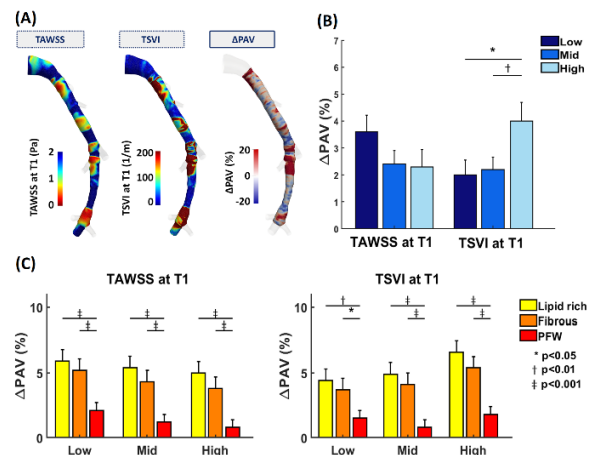 (A)
TAWSS
TSVI
ΔPAV
TAWSS at T1 (Pa)
2
1
0
TSVI at T1 (1/m)
200
100
0
ΔPAV (%)
20
0
-20
(B)
ΔPAV (%)
7
6
5
4
3
2
1
0
*
†
Low
Mid
High
TAWSS at T1
TSVI at T1
(C)
TAWSS at T1
ΔPAV (%)
10
5
0
‡
‡
‡
‡
‡
‡
Low
Mid
High
TSVI at T1
ΔPAV (%)
10
5
0
†
*
‡
‡
‡
‡
Low
Mid
High
Lipid rich
Fibrous
PFW
* p<0.05
† p<0.01
‡ p<0.001